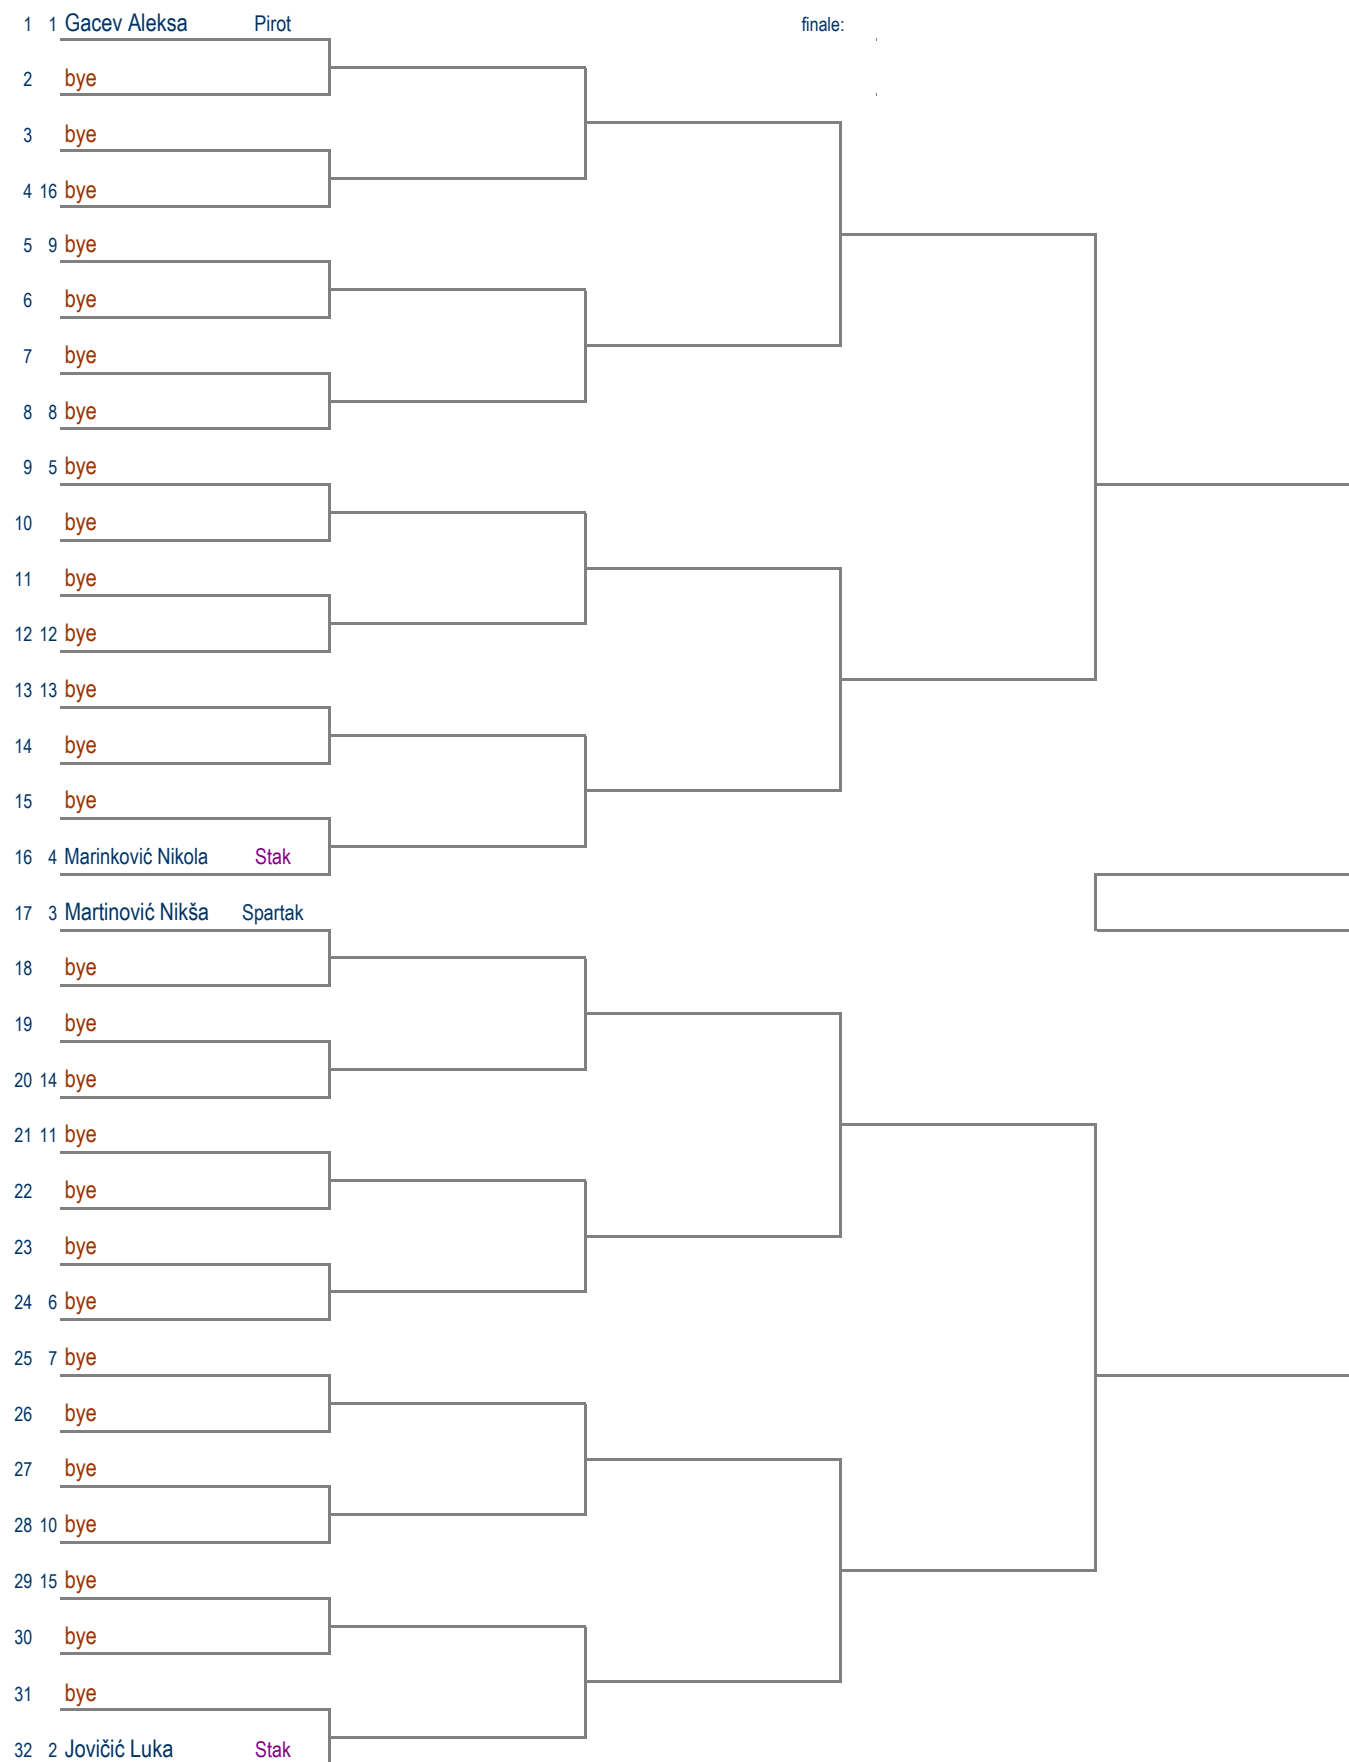 1 1 Gacev Aleksa Pirot finale:
2 bye
3 bye
4 16 bye
5 9 bye
6 bye
7 bye
8 8 bye
9 5 bye
10 bye
11 bye
12 12 bye
13 13 bye
14 bye
15 bye
16 4 Marinković Nikola Stak
17 3 Martinović Nikša Spartak
18 bye
19 bye
20 14 bye
21 11 bye
22 bye
23 bye
24 6 bye
25 7 bye
26 bye
27 bye
28 10 bye
29 15 bye
30 bye
31 bye
32 2 Jovičić Luka Stak